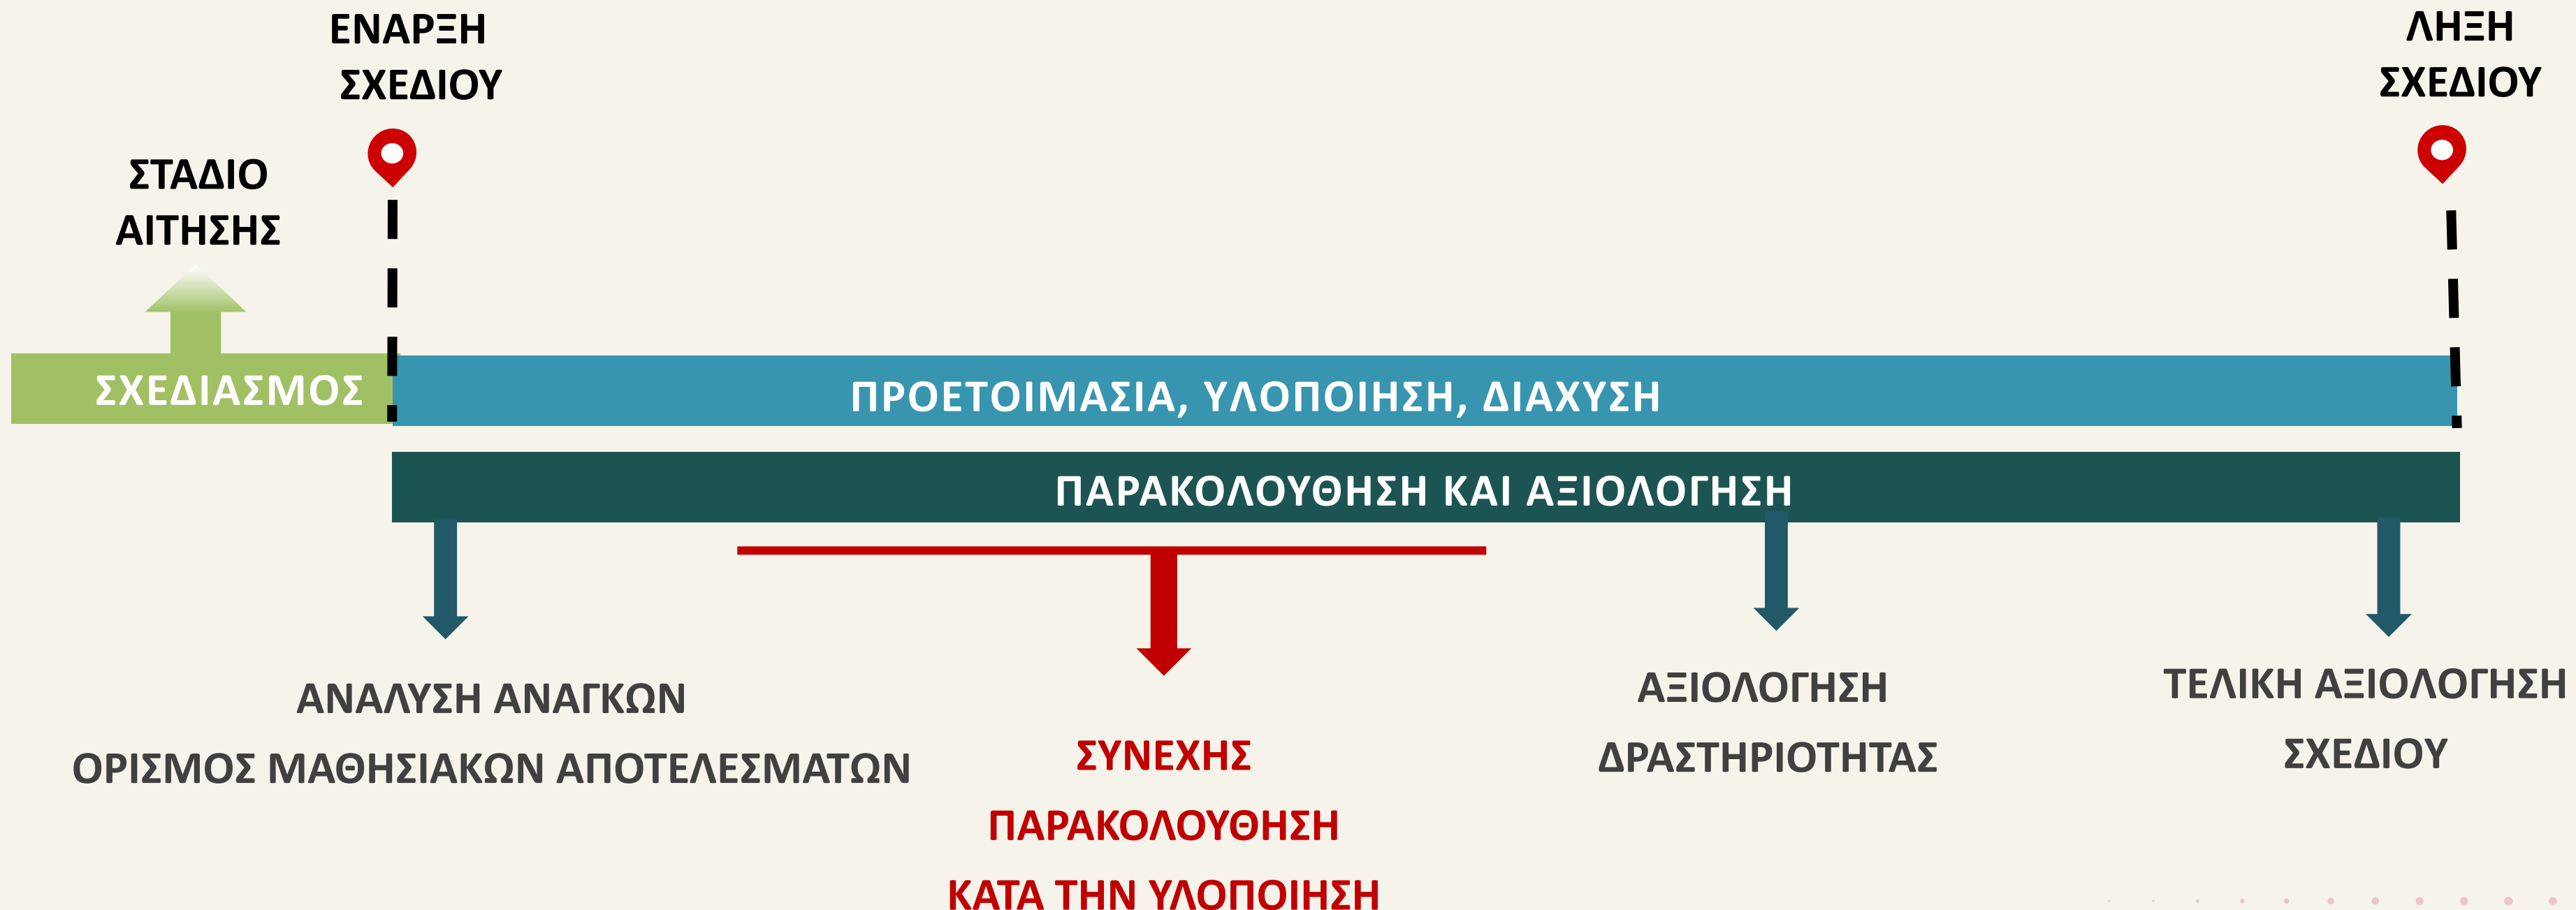 ΕΝΑΡΞΗ
ΣΧΕΔΙΟΥ
ΛΗΞΗ
ΣΧΕΔΙΟΥ
ΣΤΑΔΙΟ
ΑΙΤΗΣΗΣ
ΣΧΕΔΙΑΣΜΟΣ
ΠΡΟΕΤΟΙΜΑΣΙΑ, ΥΛΟΠΟΙΗΣΗ, ΔΙΑΧΥΣΗ
ΠΑΡΑΚΟΛΟΥΘΗΣΗ ΚΑΙ ΑΞΙΟΛΟΓΗΣΗ
ΑΝΑΛΥΣΗ ΑΝΑΓΚΩΝ
ΟΡΙΣΜΟΣ ΜΑΘΗΣΙΑΚΩΝ ΑΠΟΤΕΛΕΣΜΑΤΩΝ
ΣΥΝΕΧΗΣ
ΠΑΡΑΚΟΛΟΥΘΗΣΗ
ΚΑΤΑ ΤΗΝ ΥΛΟΠΟΙΗΣΗ
ΑΞΙΟΛΟΓΗΣΗ
ΔΡΑΣΤΗΡΙΟΤΗΤΑΣ
ΤΕΛΙΚΗ ΑΞΙΟΛΟΓΗΣΗ
ΣΧΕΔΙΟΥ